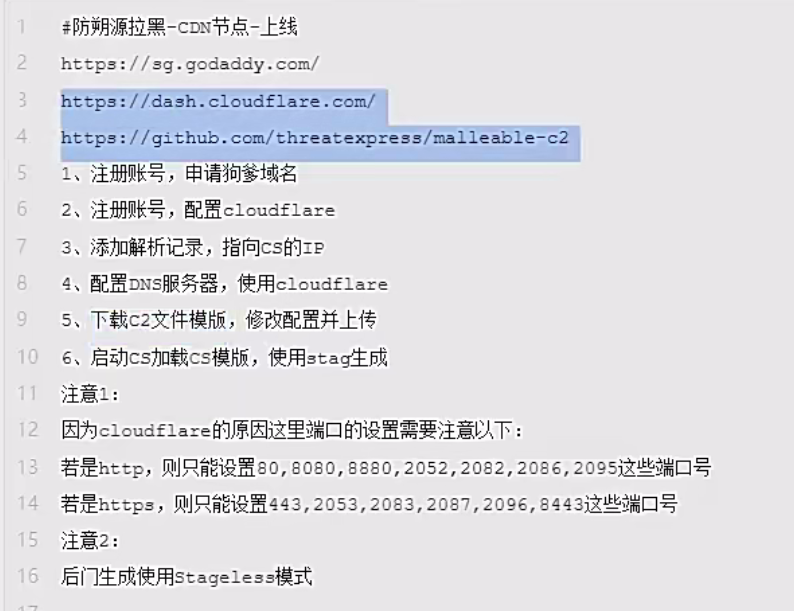 1 #防朔源拉黑-CDN节点-上线
2 https://sg.godaddy.com/
3 https://dash.cloudflare.com/
4 https://github.com/threatexpress/malleable-c2
5 1、注册账号，申请狗爹域名
6 2、注册账号，配置cloudflare
7 3、添加解析记录，指向CS的IP
8 4、配置DNS服务器，使用cloudflare
9 5、下载C2文件模版，修改配置并上传
10 6、启动CS加载CS模版，使用stag生成
11 注意1：
12 因为cloudflare的原因这里端口的设置需要注意以下：
13 若是http，则只能设置80,8080,8880,2052,2082,2086,2095这些端口号
14 若是https，则只能设置443,2053,2083,2087,2096,8443这些端口号
15 注意2：
16 后门生成使用Stageless模式